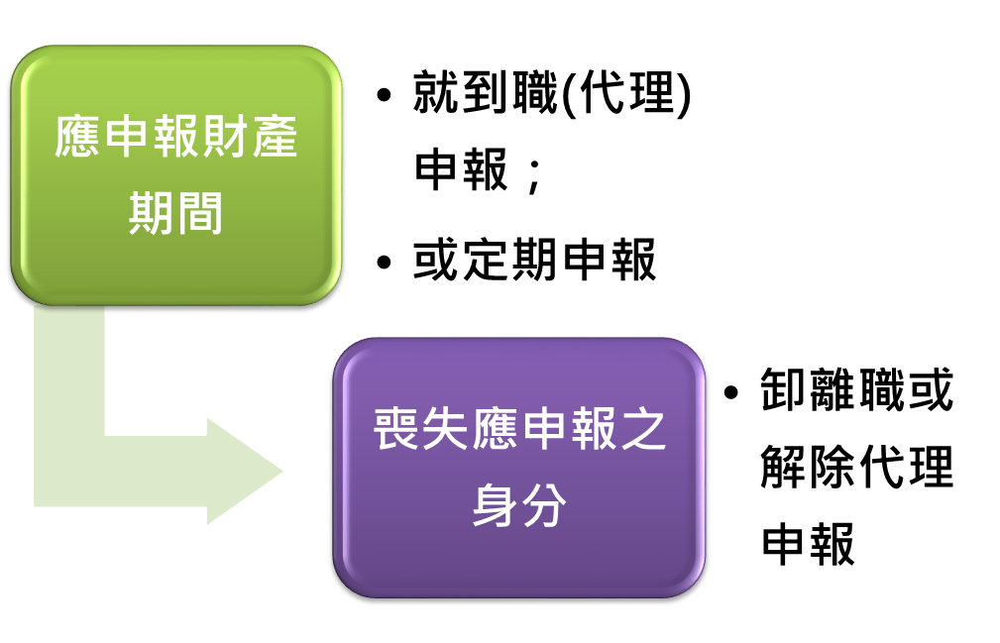 應申報財產
期間
• 就到職(代理)
申報；
• 或定期申報
喪失應申報之
身分
• 卸離職或
解除代理
申報